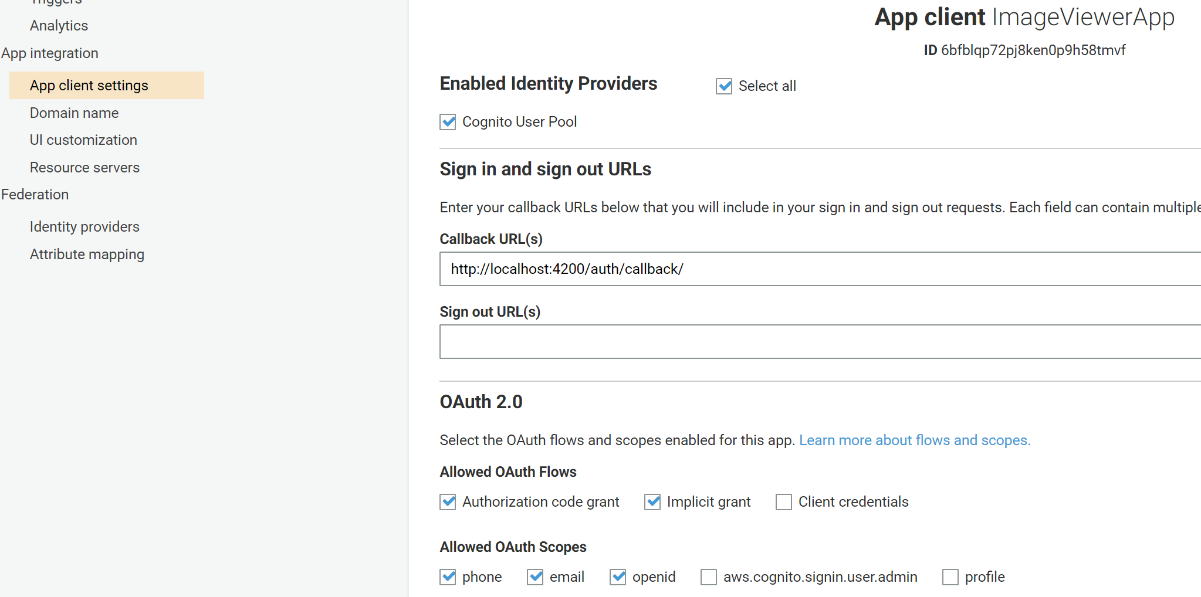 Triggers
Analytics
App integration
App client settings
Domain name
UI customization
Resource servers
Federation
Identity providers
Attribute mapping
App client ImageViewerApp
ID 6bfblqp72pj8ken0p9h58tmvf
Enabled Identity Providers Select all
Cognito User Pool
Sign in and sign out URLs
Enter your callback URLs below that you will include in your sign in and sign out requests. Each field can contain multiple
Callback URL(s)
http://localhost:4200/auth/callback/
Sign out URL(s)
OAuth 2.0
Select the OAuth flows and scopes enabled for this app. Learn more about flows and scopes.
Allowed OAuth Flows
Authorization code grant Implicit grant Client credentials
Allowed OAuth Scopes
phone email openid aws.cognito.signin.user.admin profile